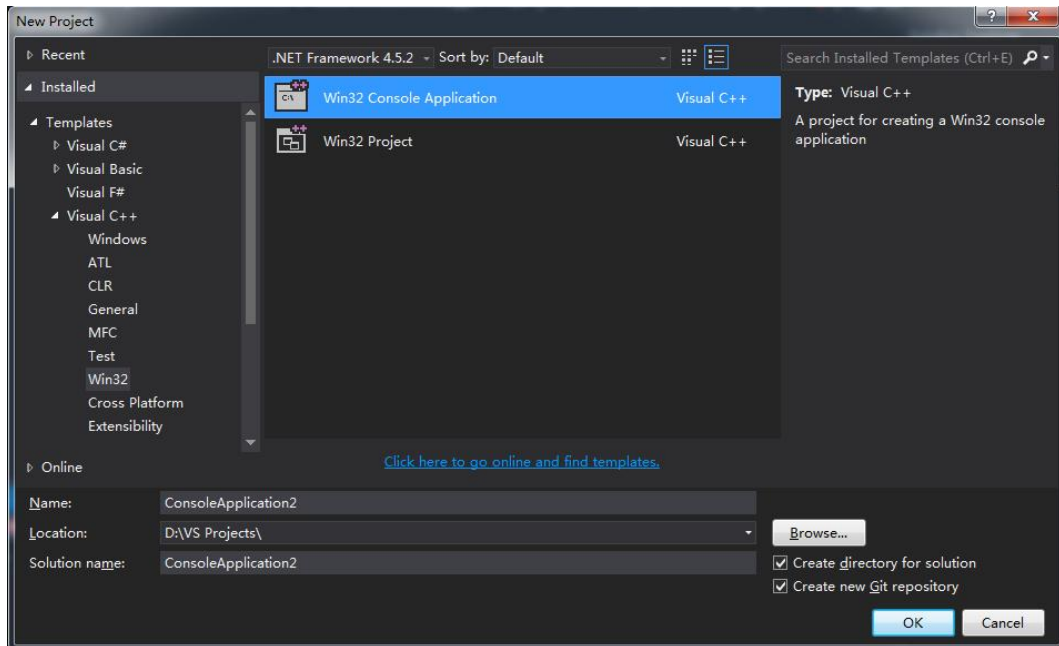 New Project
Recent
.NET Framework 4.5.2 Sort by: Default
Search Installed Templates (Ctrl+E)
Installed
Templates
Visual C#
Visual Basic
Visual F#
Visual C++
Windows
ATL
CLR
General
MFC
Test
Win32
Cross Platform
Extensibility
Online
C:\
Win32 Console Application Visual C++
Win32 Project Visual C++
Click here to go online and find templates.
Type: Visual C++
A project for creating a Win32 console
application
Name: ConsoleApplication2
Location: D:\VS Projects\
Browse...
Solution name: ConsoleApplication2
Create directory for solution
Create new Git repository
OK Cancel